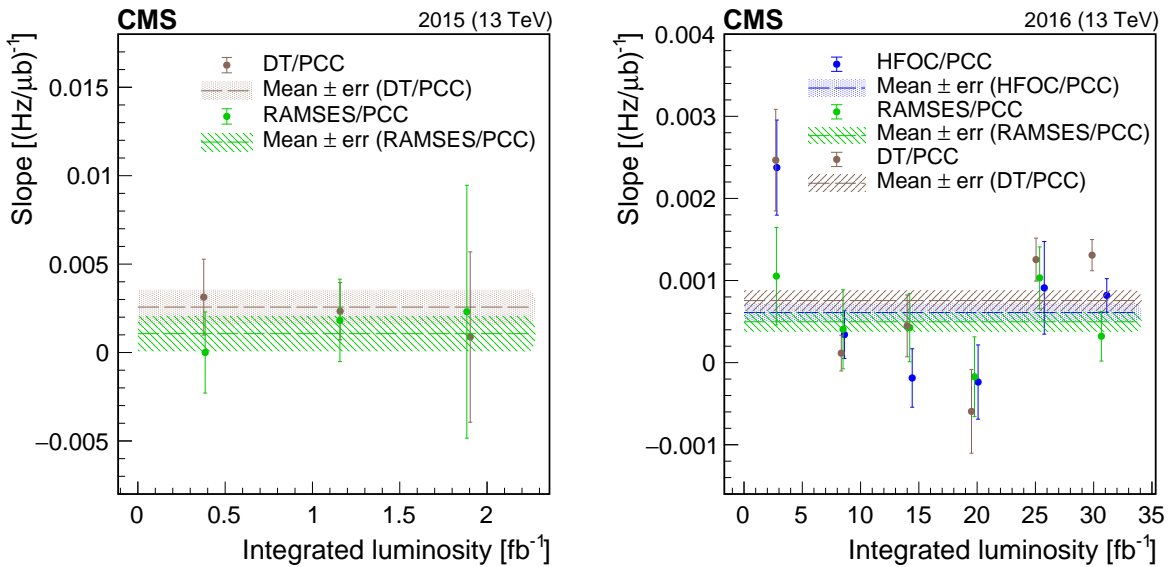 CMS 2015 (13 TeV)
DT/PCC
Mean ± err (DT/PCC)
RAMSES/PCC
Mean ± err (RAMSES/PCC)
Slope [(Hz/μb)⁻¹]
0.015
0.01
0.005
0
−0.005
0 0.5 1 1.5 2
Integrated luminosity [fb⁻¹]
CMS 2016 (13 TeV)
HFOC/PCC
Mean ± err (HFOC/PCC)
RAMSES/PCC
Mean ± err (RAMSES/PCC)
DT/PCC
Mean ± err (DT/PCC)
Slope [(Hz/μb)⁻¹]
0.004
0.003
0.002
0.001
0
−0.001
0 5 10 15 20 25 30 35
Integrated luminosity [fb⁻¹]